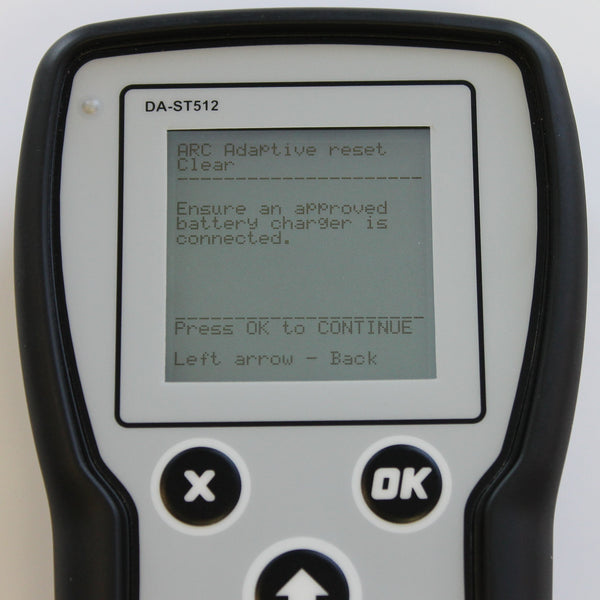 DA-ST512
ARC Adaptive reset
Clear
Ensure an approved
battery charger is
connected.
Press OK to CONTINUE
Left arrow - Back
X
OK